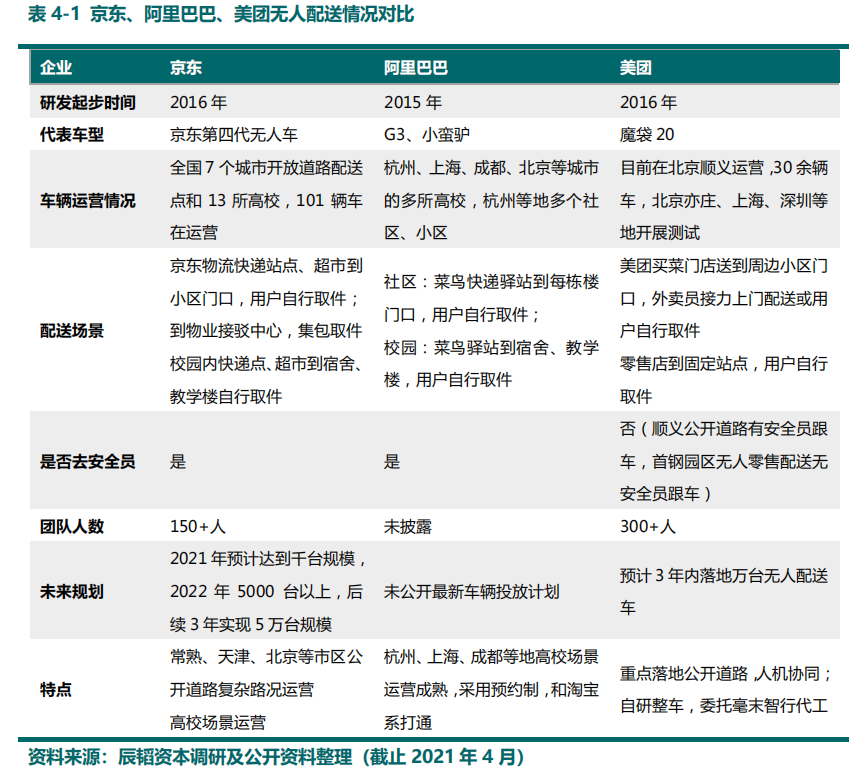 表 4-1 京东、阿里巴巴、美团无人配送情况对比
企业 京东 阿里巴巴 美团
研发起步时间 2016 年 2015 年 2016 年
代表车型 京东第四代无人车 G3、小蛮驴 魔袋 20
车辆运营情况
全国 7 个城市开放道路配送
点和 13 所高校，101 辆车
在运营
杭州、上海、成都、北京等城市
的多所高校，杭州等地多个社
区、小区
目前在北京顺义运营，30 余辆
车，北京亦庄、上海、深圳等
地开展测试
配送场景
京东物流快递站点、超市到
小区门口，用户自行取件；
到物业接驳中心，集包取件
校园内快递点、超市到宿舍、
教学楼自行取件
社区：菜鸟快递驿站到每栋楼
门口，用户自行取件；
校园：菜鸟驿站到宿舍、教学
楼，用户自行取件
美团买菜门店送到周边小区门
口，外卖员接力上门配送或用
户自行取件
零售店到固定站点，用户自行
取件
是否去安全员
是
是
否（顺义公开道路有安全员跟
车，首钢园区无人零售配送无
安全员跟车）
团队人数 150+人 未披露 300+人
未来规划
2021 年预计达到千台规模，
2022 年 5000 台以上，后
续 3 年实现 5 万台规模
未公开最新车辆投放计划
预计 3 年内落地万台无人配送
车
特点
常熟、天津、北京等市区公
开道路复杂路况运营
高校场景运营
杭州、上海、成都等地高校场景
运营成熟，采用预约制，和淘宝
系打通
重点落地公开道路，人机协同；
自研整车，委托毫末智行代工
资料来源：辰韬资本调研及公开资料整理（截止 2021 年 4 月）